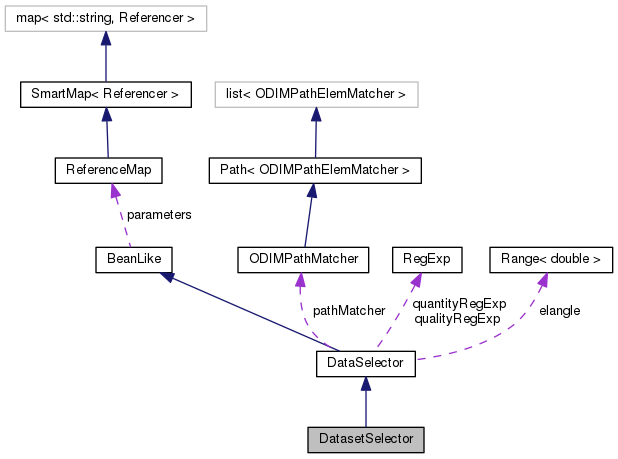 map< std::string, Referencer >
SmartMap< Referencer >
list< ODIMPathElemMatcher >
ReferenceMap
Path< ODIMPathElemMatcher >
parameters
BeanLike
ODIMPathMatcher
RegExp
Range< double >
pathMatcher
quantityRegExp
qualityRegExp
elangle
DataSelector
DatasetSelector